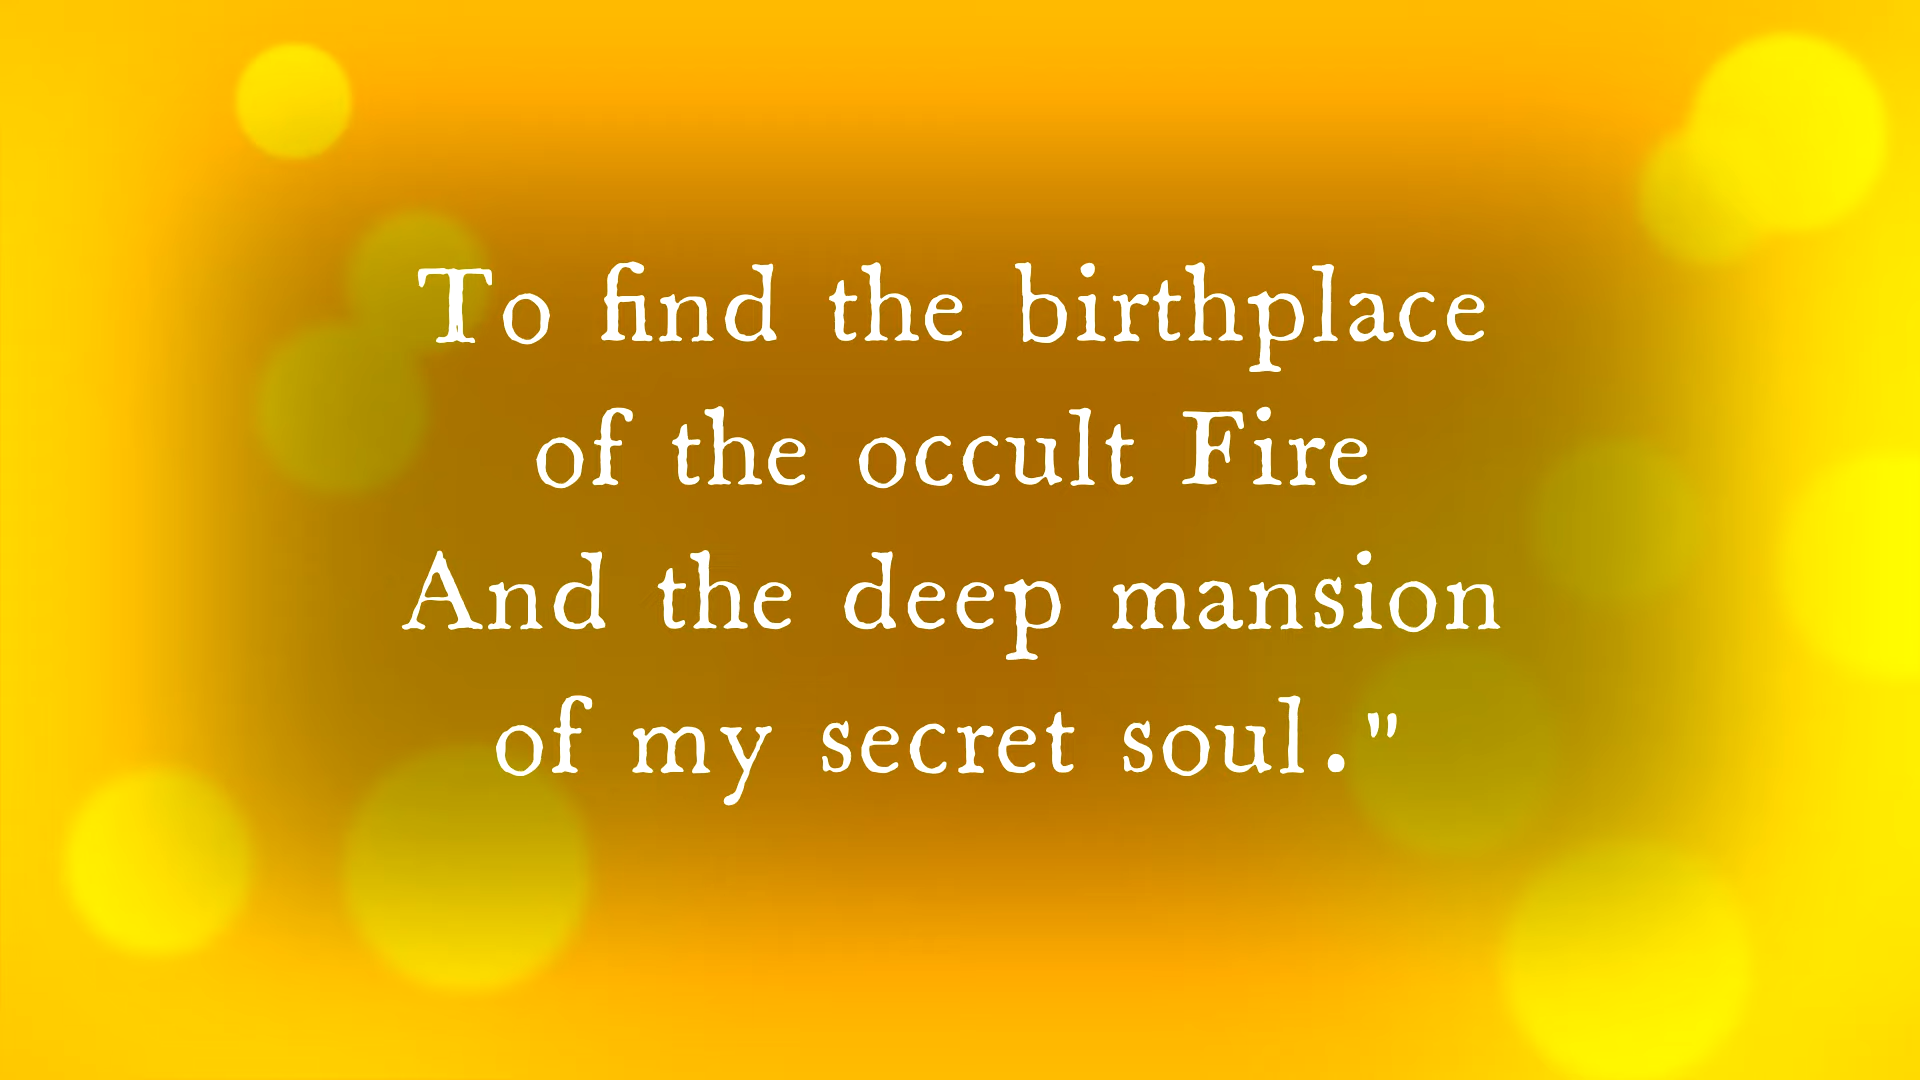 To find the birthplace
of the occult Fire
And the deep mansion
of my secret soul."